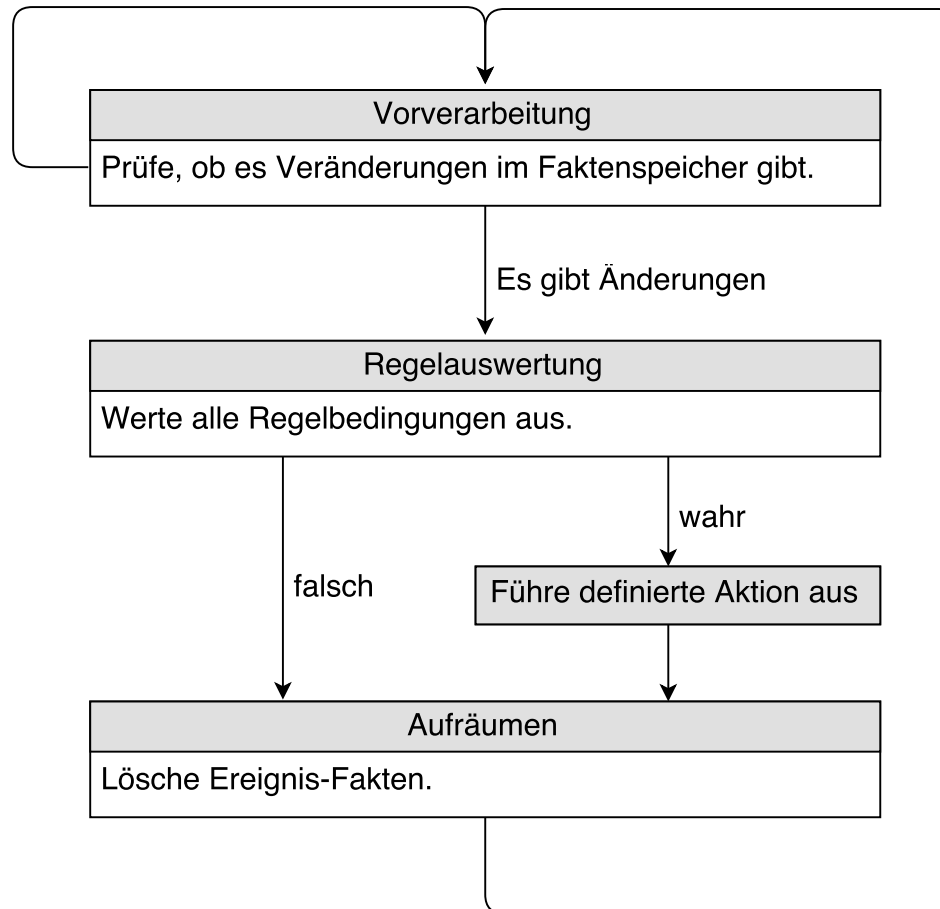 Vorverarbeitung
Prüfe, ob es Veränderungen im Faktenspeicher gibt.
Es gibt Änderungen
Regelauswertung
Werte alle Regelbedingungen aus.
wahr
falsch
Führe definierte Aktion aus
Aufräumen
Lösche Ereignis-Fakten.